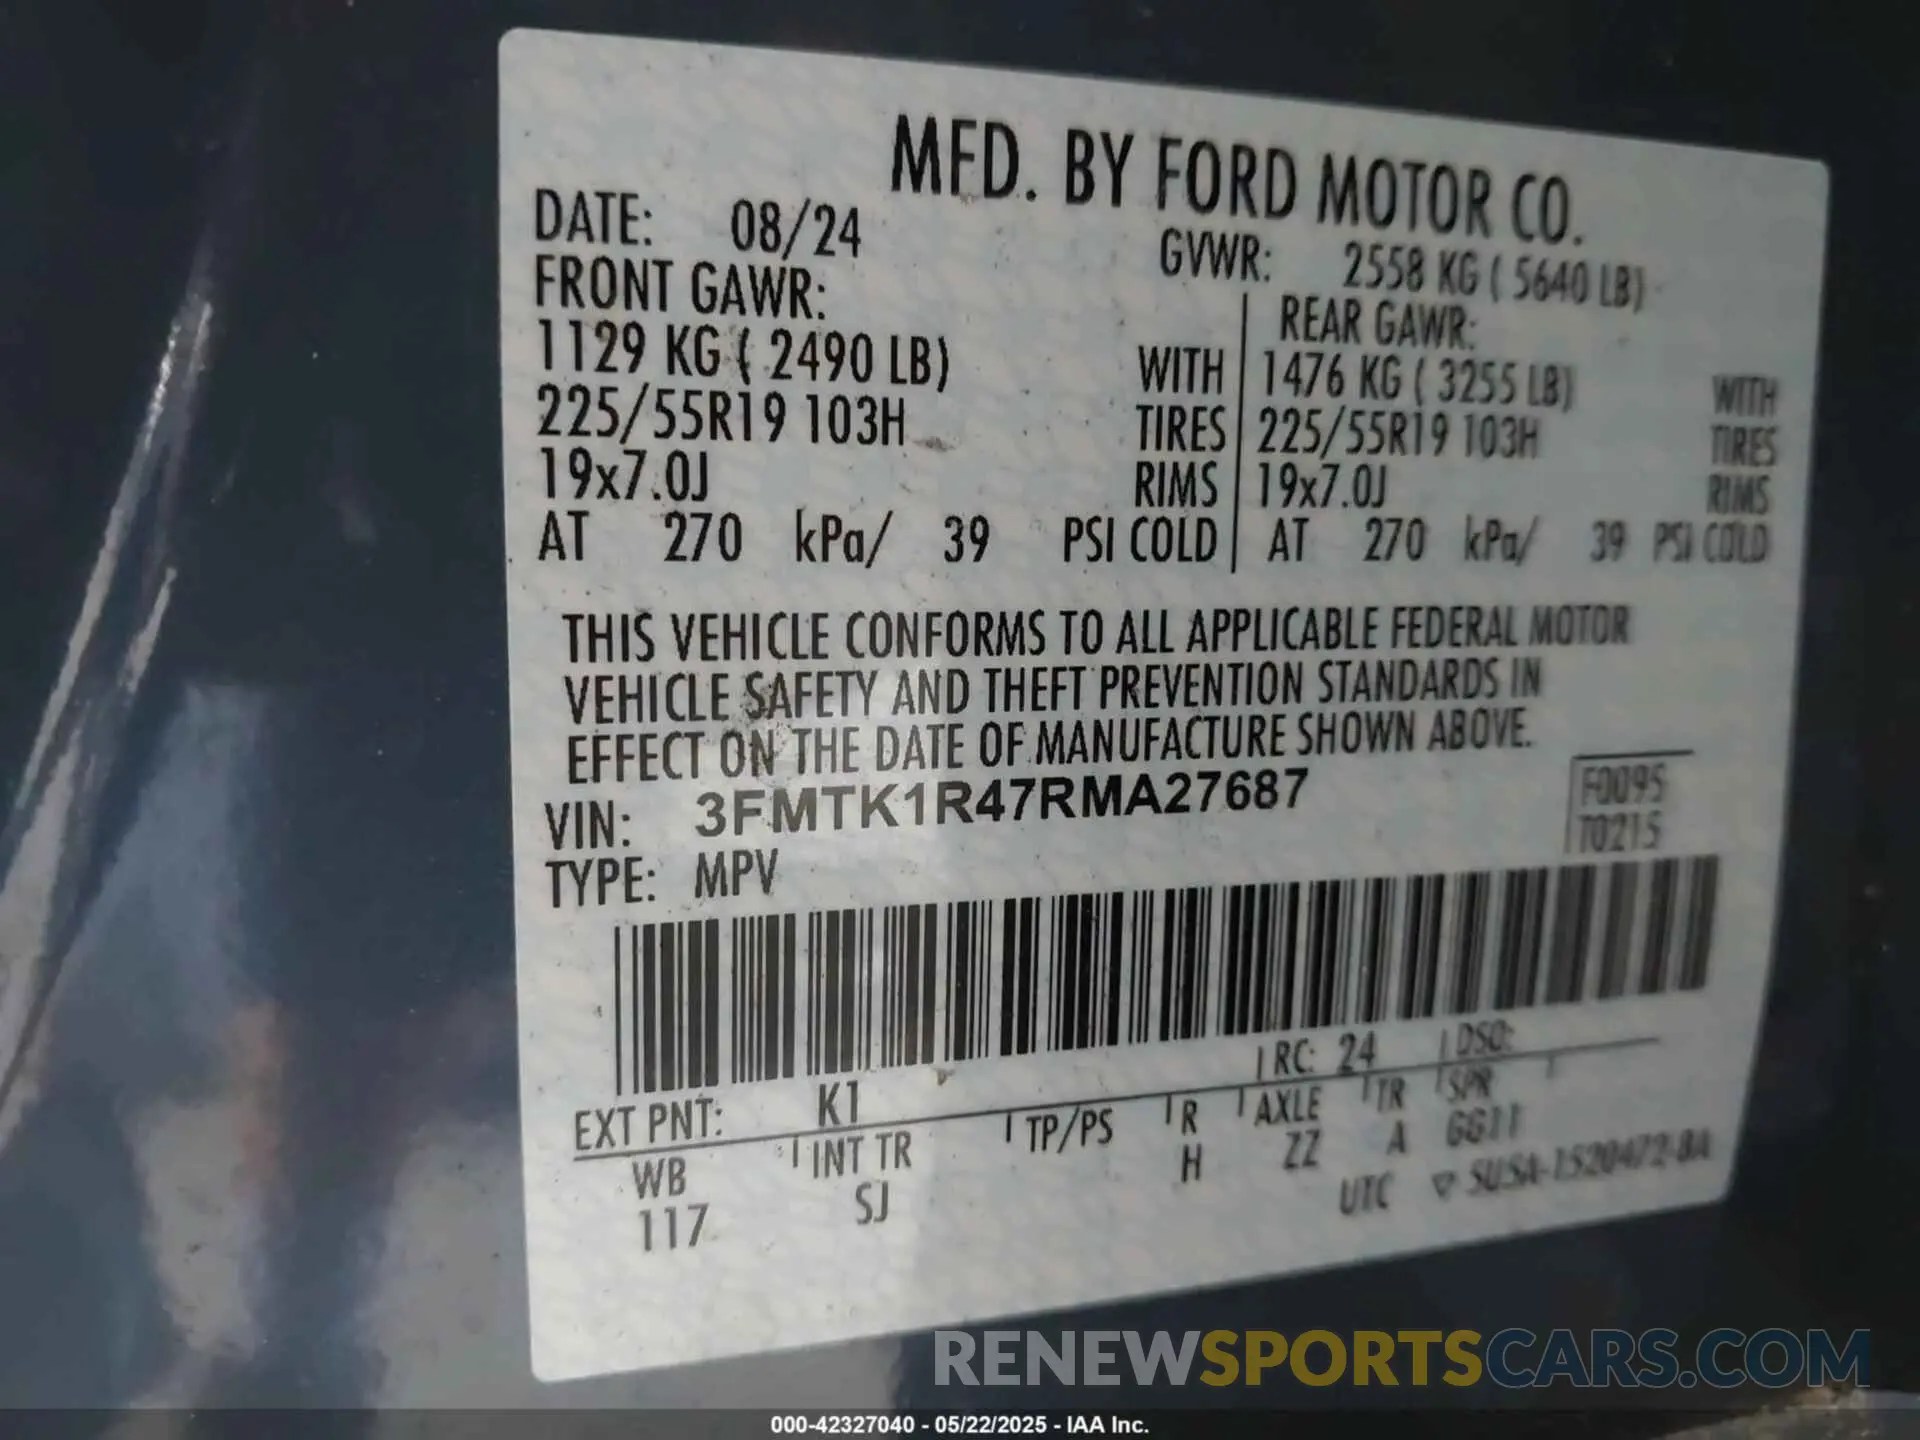 MFD. BY FORD MOTOR CO.
DATE: 08/24 GVWR: 2558 KG ( 5640 LB)
FRONT GAWR: REAR GAWR:
1129 KG ( 2490 LB) WITH 1476 KG ( 3255 LB) WITH
225/55R19 103H TIRES 225/55R19 103H TIRES
19x7.0J RIMS 19x7.0J RIMS
AT 270 kPa/ 39 PSI COLD AT 270 kPa/ 39 PSI COLD
THIS VEHICLE CONFORMS TO ALL APPLICABLE FEDERAL MOTOR
VEHICLE SAFETY AND THEFT PREVENTION STANDARDS IN
EFFECT ON THE DATE OF MANUFACTURE SHOWN ABOVE.
VIN: 3FMTK1R47RMA27687
F0095
T0215
TYPE: MPV
EXT PNT: K1 RC: 24 DSO:
WB INT TR TP/PS R AXLE TR SPR
117 SJ H ZZ A GG11
UTC ▽ SUSA-1520472-BA
RENEWSPORTSCARS.COM
000-42327040 - 05/22/2025 - IAA Inc.